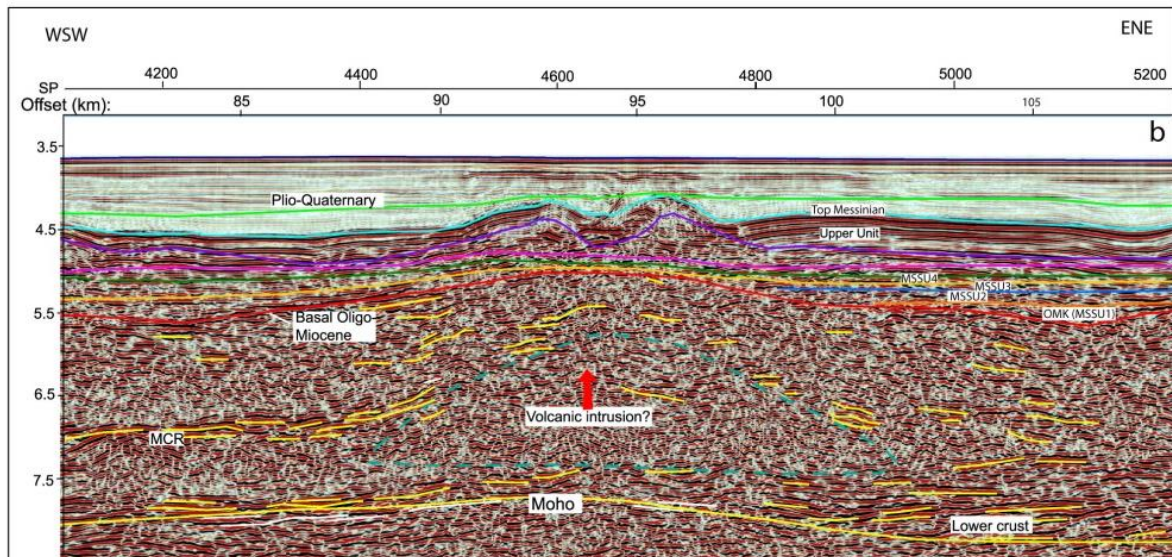 WSW
ENE
SP
4200 4400 4600 4800 5000 5200
Offset (km):
85 90 95 100 105
b
3.5
Plio-Quaternary
Top Messinian
4.5
Upper Unit
MSSU4
MSSU3
MSSU2
5.5
Basal Oligo-
Miocene
OMK (MSSU1)
6.5
Volcanic intrusion?
MCR
7.5
Moho
Lower crust